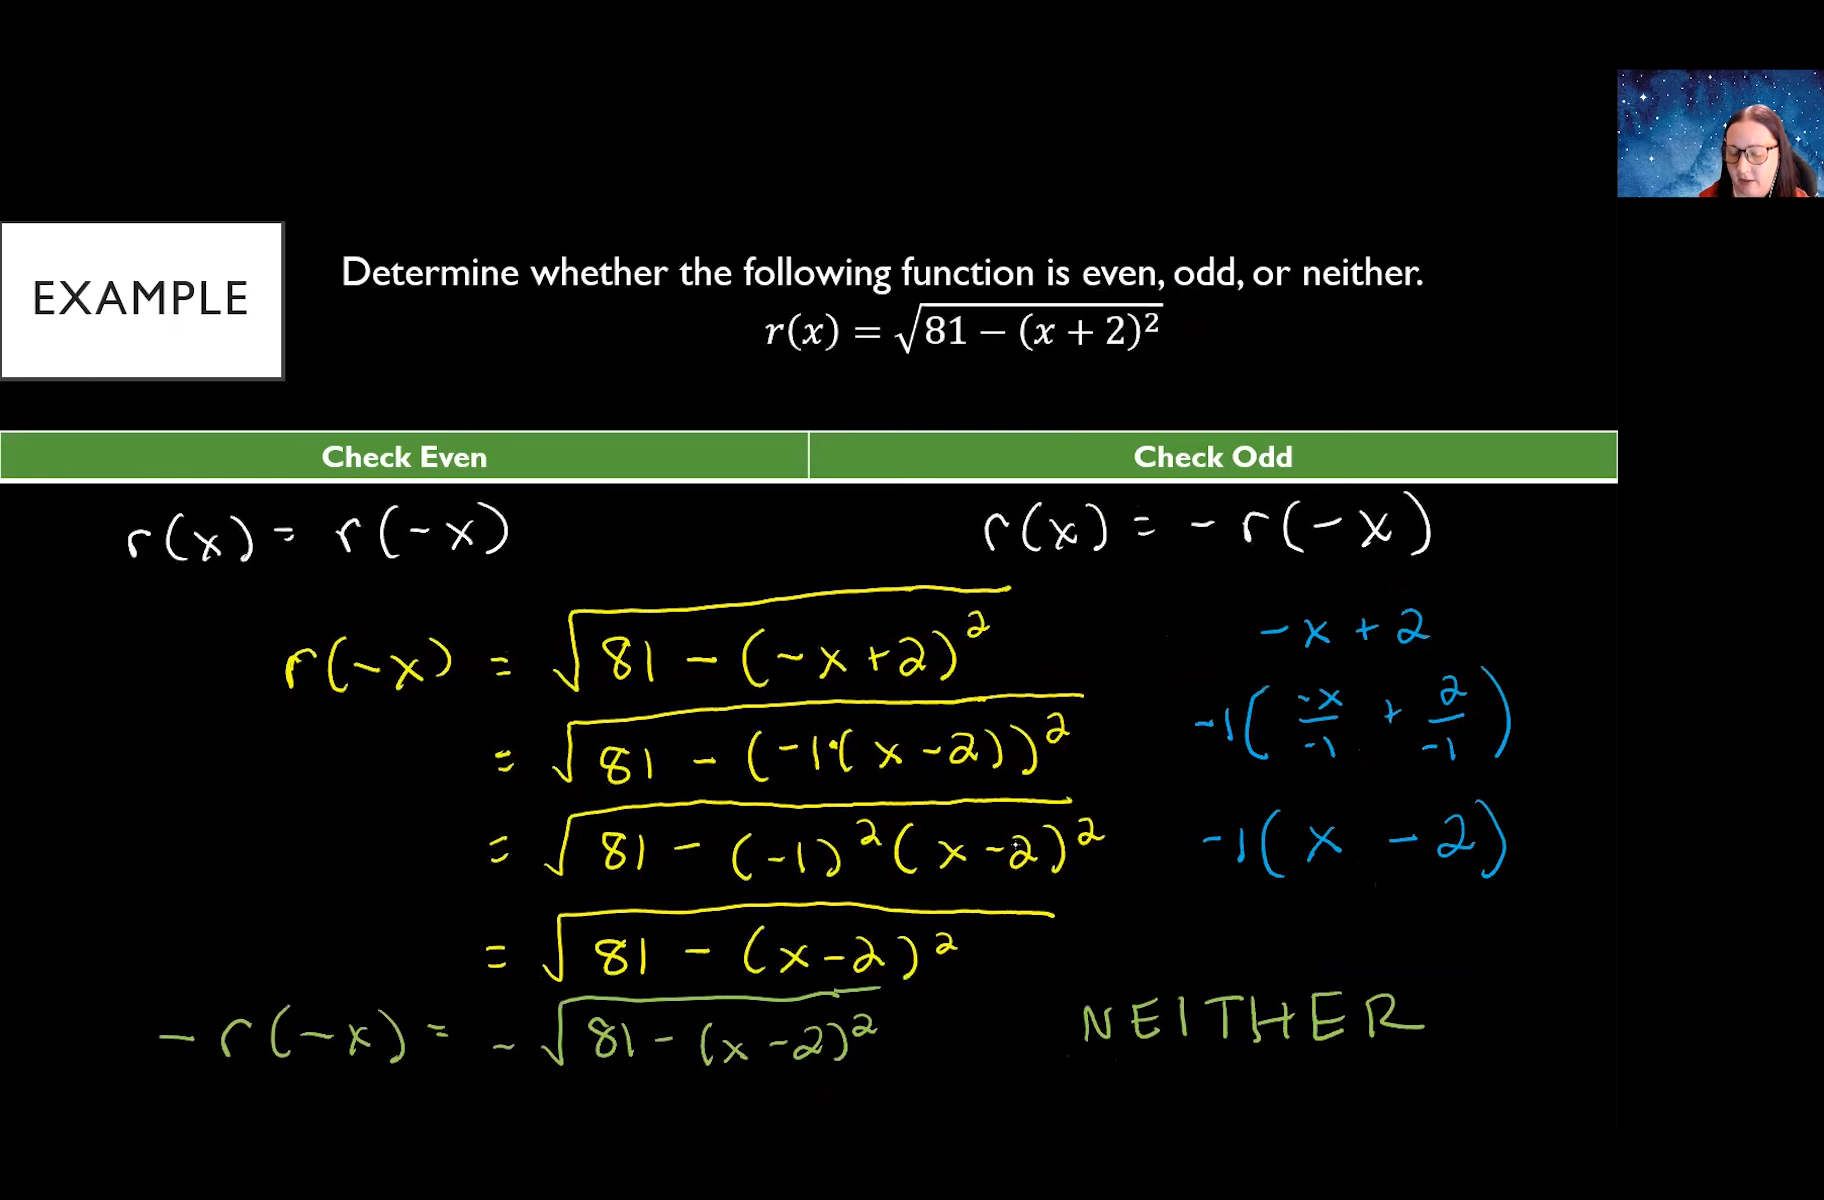 EXAMPLE
Determine whether the following function is even, odd, or neither.
r(x) = √81 − (x + 2)²
Check Even
Check Odd
r(x) = r(-x)
r(x) = - r(-x)
r(-x) = √81 - (-x+2)²
= √81 - (-1·(x-2))²
= √81 - (-1)²(x-2)²
= √81 - (x-2)²
- r(-x) = - √81 - (x-2)²
-x+2
-1(-x/-1 + 2/-1)
-1(x - 2)
NEITHER